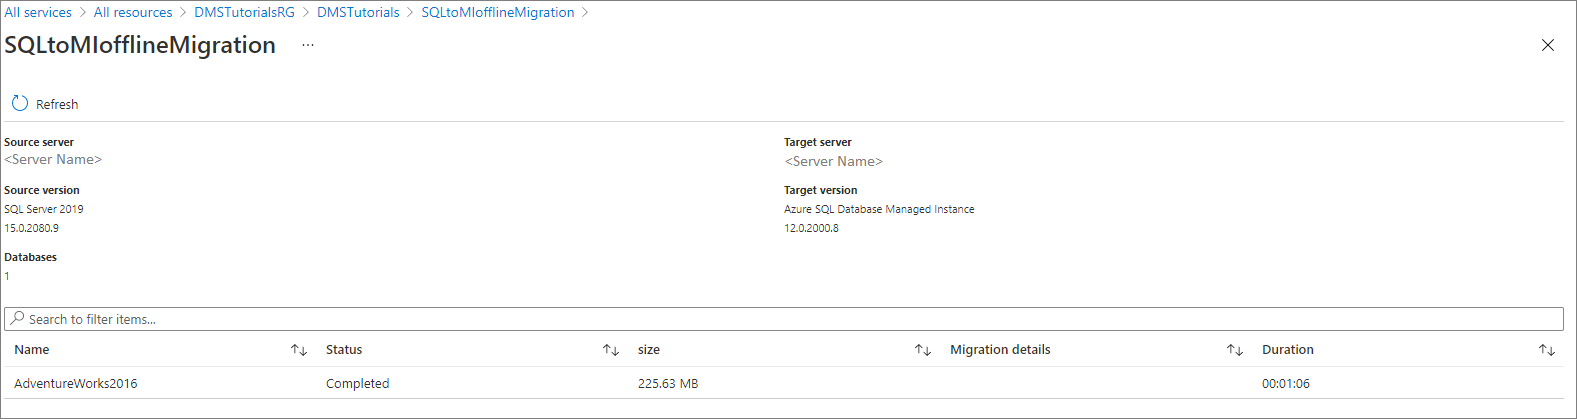 All services > All resources > DMSTutorialsRG > DMSTutorials > SQLtoMIofflineMigration >
SQLtoMIofflineMigration ...
Refresh
Source server
<Server Name>
Target server
<Server Name>
Source version
SQL Server 2019
15.0.2080.9
Target version
Azure SQL Database Managed Instance
12.0.2000.8
Databases
1
Search to filter items...
Name Status size Migration details Duration
AdventureWorks2016 Completed 225.63 MB 00:01:06